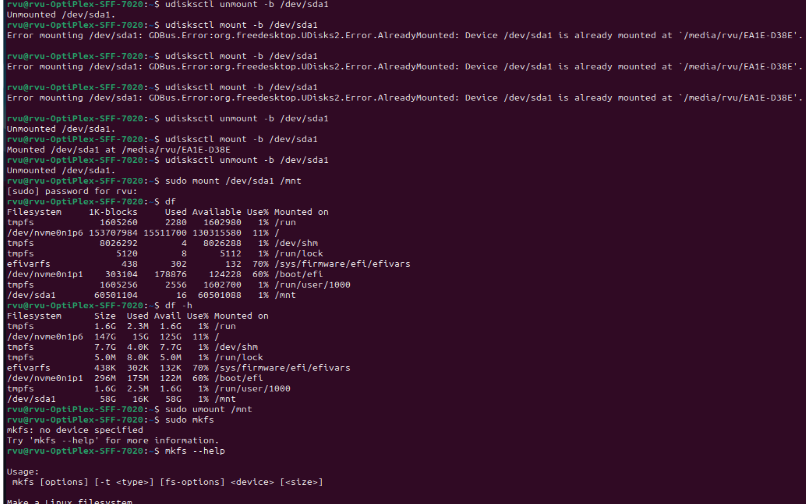 rvu@rvu-OptiPlex-SFF-7020:~$ udisksctl unmount -b /dev/sda1
Unmounted /dev/sda1.
rvu@rvu-OptiPlex-SFF-7020:~$ udisksctl mount -b /dev/sda1
Error mounting /dev/sda1: GDBus.Error:org.freedesktop.UDisks2.Error.AlreadyMounted: Device /dev/sda1 is already mounted at `/media/rvu/EA1E-D38E'.
rvu@rvu-OptiPlex-SFF-7020:~$ udisksctl mount -b /dev/sda1
Error mounting /dev/sda1: GDBus.Error:org.freedesktop.UDisks2.Error.AlreadyMounted: Device /dev/sda1 is already mounted at `/media/rvu/EA1E-D38E'.
rvu@rvu-OptiPlex-SFF-7020:~$ udisksctl mount -b /dev/sda1
Error mounting /dev/sda1: GDBus.Error:org.freedesktop.UDisks2.Error.AlreadyMounted: Device /dev/sda1 is already mounted at `/media/rvu/EA1E-D38E'.
rvu@rvu-OptiPlex-SFF-7020:~$ udisksctl unmount -b /dev/sda1
Unmounted /dev/sda1.
rvu@rvu-OptiPlex-SFF-7020:~$ udisksctl mount -b /dev/sda1
Mounted /dev/sda1 at /media/rvu/EA1E-D38E
rvu@rvu-OptiPlex-SFF-7020:~$ udisksctl unmount -b /dev/sda1
Unmounted /dev/sda1.
rvu@rvu-OptiPlex-SFF-7020:~$ sudo mount /dev/sda1 /mnt
[sudo] password for rvu:
rvu@rvu-OptiPlex-SFF-7020:~$ df
Filesystem     1K-blocks     Used Available Use% Mounted on
tmpfs            1605260     2280   1602980   1% /run
/dev/nvme0n1p6 153707984 15511700 130315580  11% /
tmpfs            8026292        4   8026288   1% /dev/shm
tmpfs               5120        8      5112   1% /run/lock
efivarfs             438      302       132  70% /sys/firmware/efi/efivars
/dev/nvme0n1p1    303104   178876    124228  60% /boot/efi
tmpfs            1605256     2556   1602700   1% /run/user/1000
/dev/sda1       60501104       16  60501088   1% /mnt
rvu@rvu-OptiPlex-SFF-7020:~$ df -h
Filesystem      Size  Used Avail Use% Mounted on
tmpfs           1.6G  2.3M  1.6G   1% /run
/dev/nvme0n1p6  147G   15G  125G  11% /
tmpfs           7.7G  4.0K  7.7G   1% /dev/shm
tmpfs           5.0M  8.0K  5.0M   1% /run/lock
efivarfs        438K  302K  132K  70% /sys/firmware/efi/efivars
/dev/nvme0n1p1  296M  175M  122M  60% /boot/efi
tmpfs           1.6G  2.5M  1.6G   1% /run/user/1000
/dev/sda1        58G   16K   58G   1% /mnt
rvu@rvu-OptiPlex-SFF-7020:~$ sudo umount /mnt
rvu@rvu-OptiPlex-SFF-7020:~$ sudo mkfs
mkfs: no device specified
Try 'mkfs --help' for more information.
rvu@rvu-OptiPlex-SFF-7020:~$ mkfs --help
Usage:
 mkfs [options] [-t <type>] [fs-options] <device> [<size>]
Make a Linux filesystem